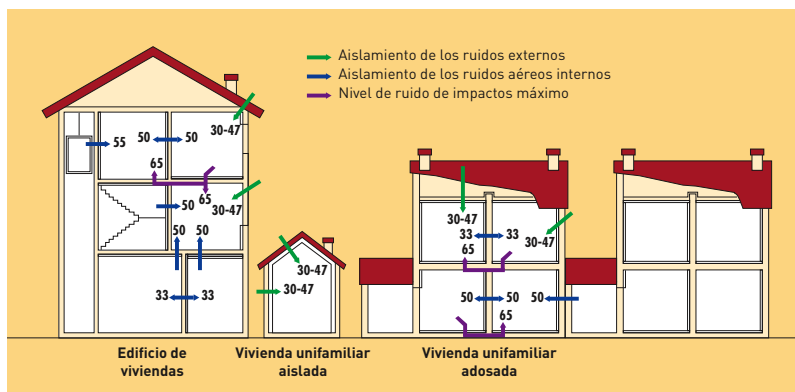 Aislamiento de los ruidos externos
Aislamiento de los ruidos aéreos internos
Nivel de ruido de impactos máximo
30-47
55
50 50
65
65
50
30-47
50 50
33 33
30-47
30-47
30-47
33 33
30-47
65
50 50
50
65
Edificio de
viviendas
Vivienda unifamiliar
aislada
Vivienda unifamiliar
adosada